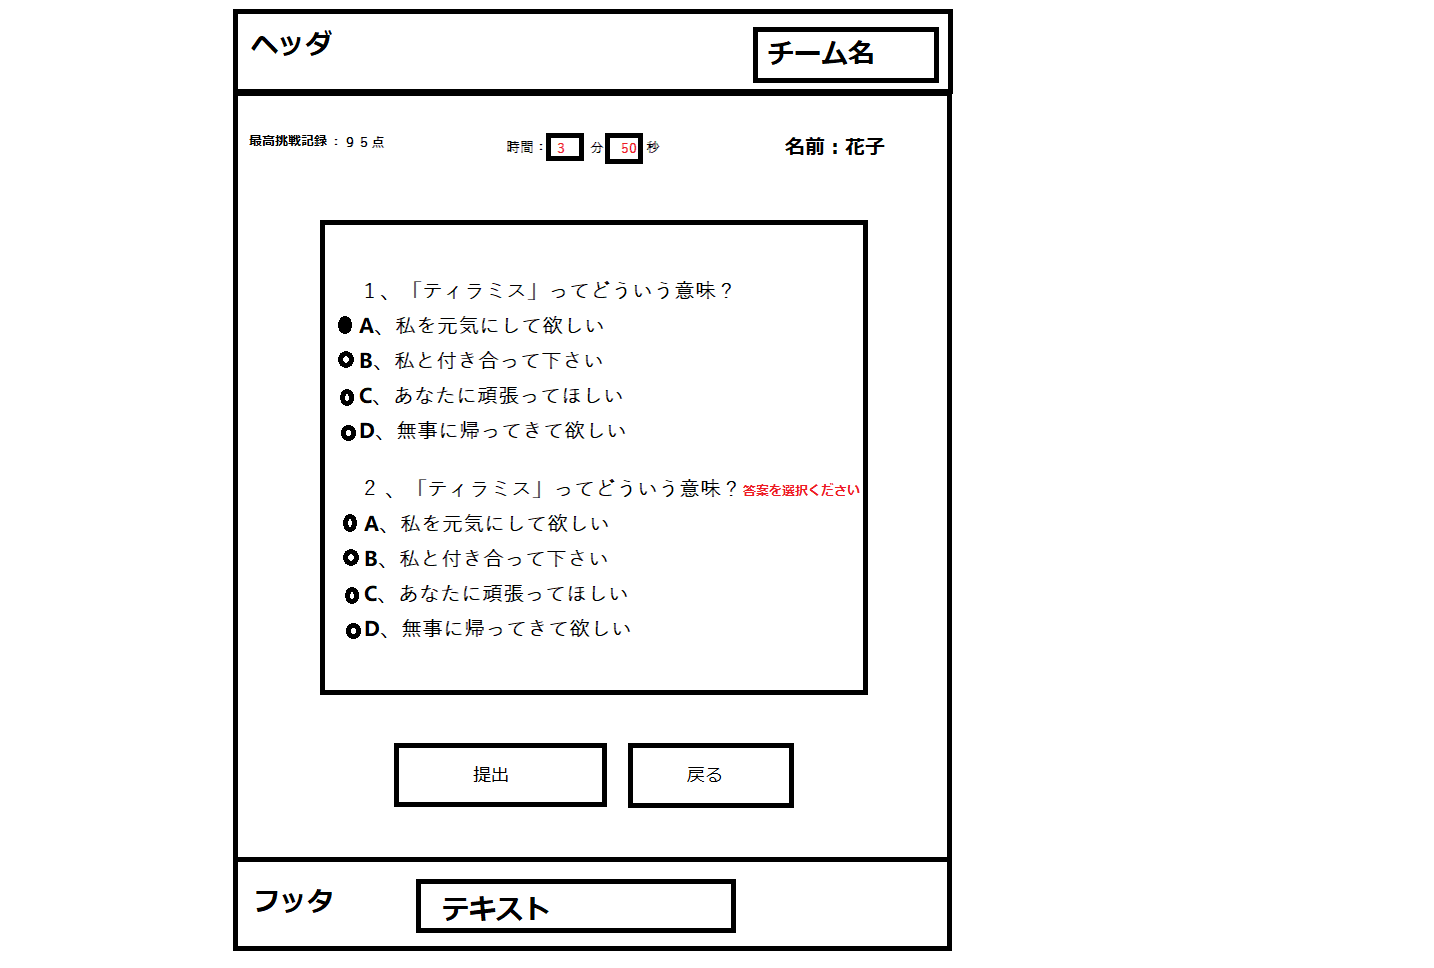 ヘッダ
チーム名
最高挑戦記録 : ９５点
時間 : 3 分 50 秒
名前 : 花子
１、「ティラミス」ってどういう意味？
A、私を元気にして欲しい
B、私と付き合って下さい
C、あなたに頑張ってほしい
D、無事に帰ってきて欲しい
２、「ティラミス」ってどういう意味？答案を選択ください
A、私を元気にして欲しい
B、私と付き合って下さい
C、あなたに頑張ってほしい
D、無事に帰ってきて欲しい
提出
戻る
フッタ
テキスト